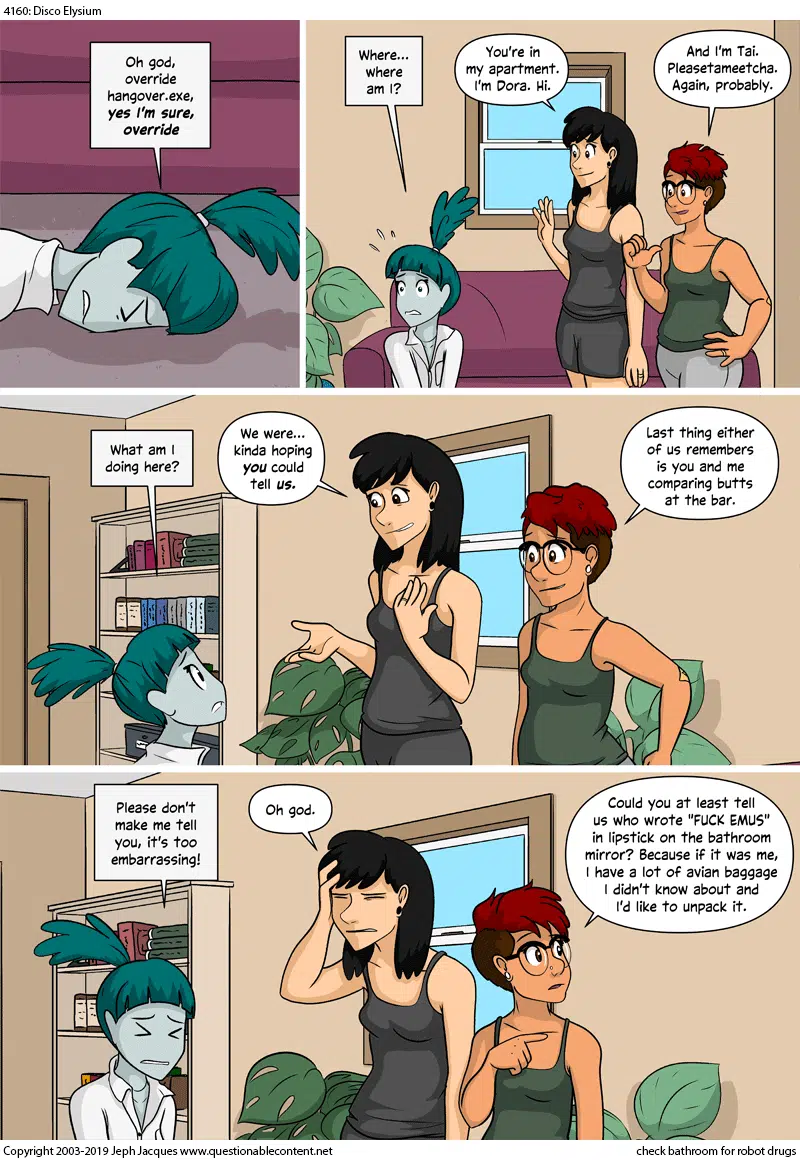 4160: Disco Elysium
Oh god,
override
hangover.exe,
yes I'm sure,
override
Where...
where
am I?
You're in
my apartment.
I'm Dora. Hi.
And I'm Tai.
Pleasetameetcha.
Again, probably.
What am I
doing here?
We were...
kinda hoping
you could
tell us.
Last thing either
of us remembers
is you and me
comparing butts
at the bar.
Please don't
make me tell
you, it's too
embarrassing!
Oh god.
Could you at least tell
us who wrote "FUCK EMUS"
in lipstick on the bathroom
mirror? Because if it was me,
I have a lot of avian baggage
I didn't know about and
I'd like to unpack it.
Copyright 2003-2019 Jeph Jacques www.questionablecontent.net
check bathroom for robot drugs